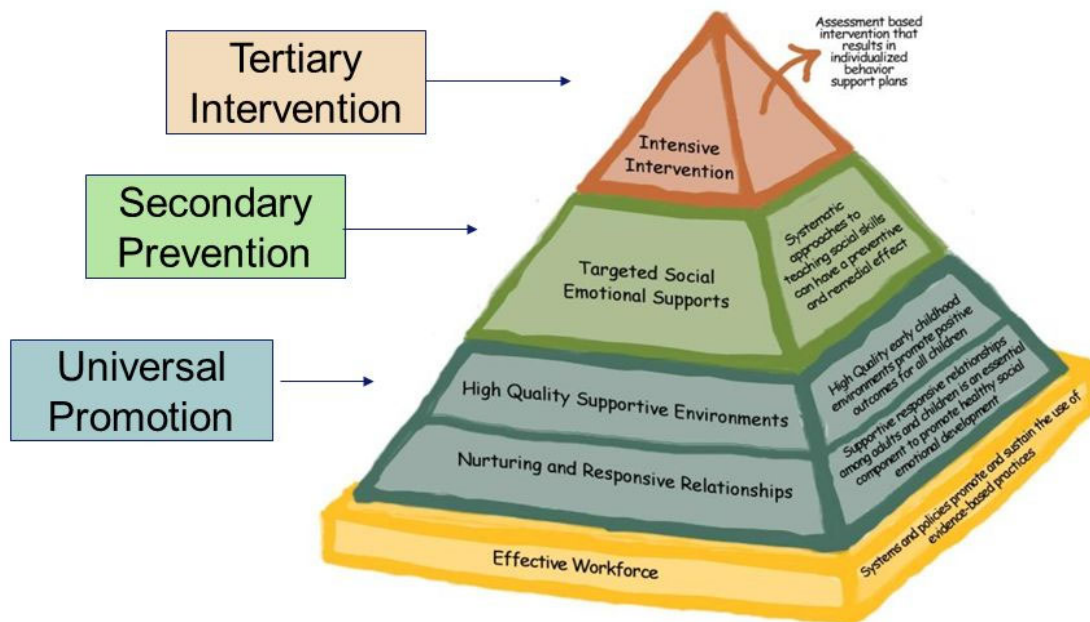 Tertiary
Intervention
Assessment based
intervention that
results in
individualized
behavior
support plans
Intensive
Intervention
Secondary
Prevention
Targeted Social
Emotional Supports
Systematic
approaches to
teaching social skills
can have a preventive
and remedial effect
Universal
Promotion
High Quality Supportive Environments
High Quality early childhood
environments promote positive
outcomes for all children
Nurturing and Responsive Relationships
Supportive responsive relationships
among adults and children is an essential
component to promote healthy social
emotional development
Effective Workforce
Systems and policies promote and sustain the use of
evidence-based practices